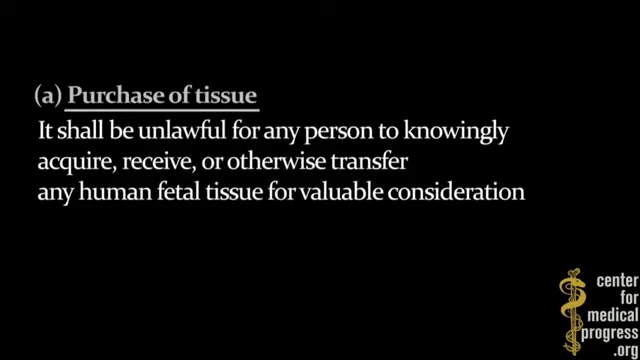 (a) Purchase of tissue
It shall be unlawful for any person to knowingly
acquire, receive, or otherwise transfer
any human fetal tissue for valuable consideration
center
for
medical
progress
.org